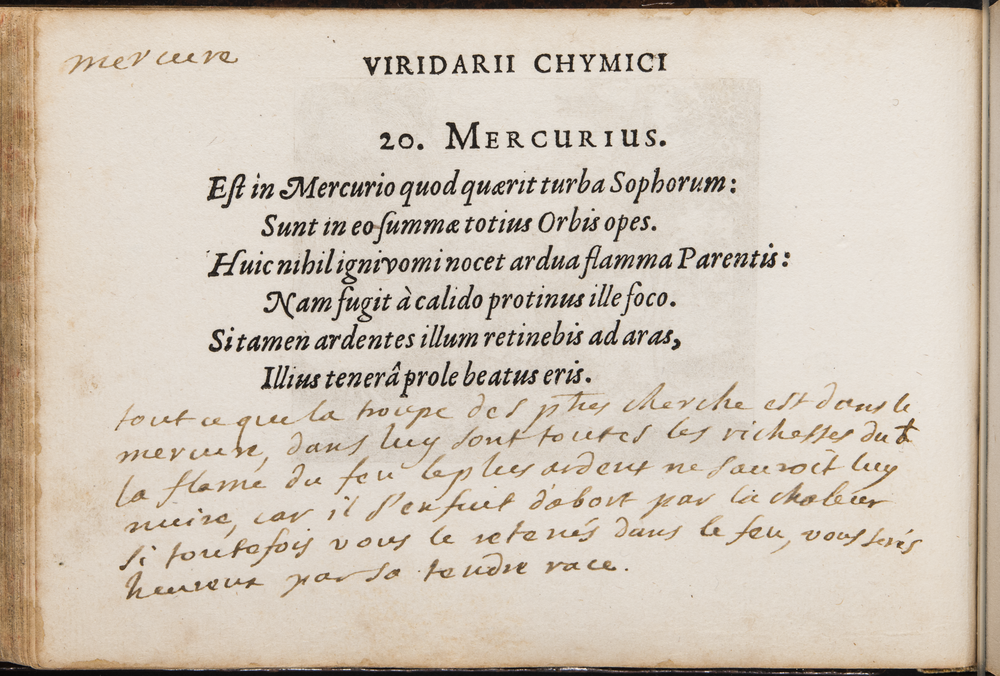 mercure
VIRIDARII CHYMICI
20. MERCURIUS.
Est in Mercurio quod quærit turba Sophorum:
Sunt in eo summæ totius Orbis opes.
Huic nihil ignivomi nocet ardua flamma Parentis:
Nam fugit à calido protinus ille foco.
Si tamen ardentes illum retinebis ad aras,
Illius tenerâ prole beatus eris.
tout ce que la troupe des phes cherche est dans le
mercure, dans luy sont toutes les richesses du
la flame du feu le plus ardent ne sauroit luy
nuire, car il s'enfuit d'abort par la chaleur
si toutefois vous le retenés dans le feu, vous serés
heureux par sa tendre race.